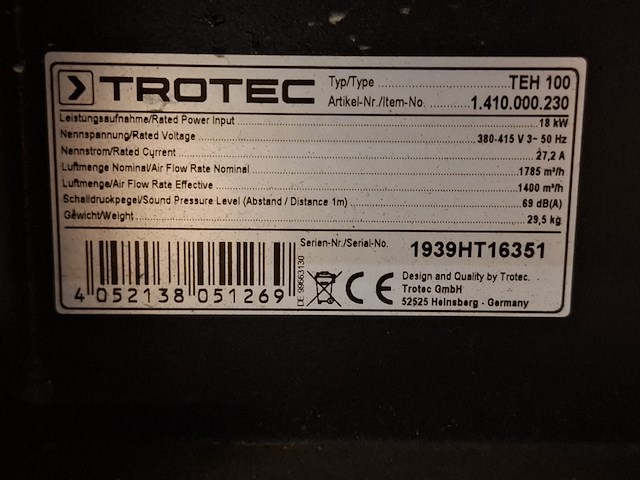 TROTEC
Typ/Type TEH 100
Artikel-Nr./Item-No. 1.410.000.230
Leistungsaufnahme/Rated Power Input 18 kW
Nennspannung/Rated Voltage 380-415 V 3~ 50 Hz
Nennstrom/Rated Current 27,2 A
Luftmenge Nominal/Air Flow Rate Nominal 1785 m³/h
Luftmenge/Air Flow Rate Effective 1400 m³/h
Schalldruckpegel/Sound Pressure Level (Abstand / Distance 1m) 69 dB(A)
Gewicht/Weight 29,5 kg
Serien-Nr./Serial-No. 1939HT16351
4 052138 051269
DE 99663130
CE
Design and Quality by Trotec.
Trotec GmbH
52525 Heinsberg - Germany